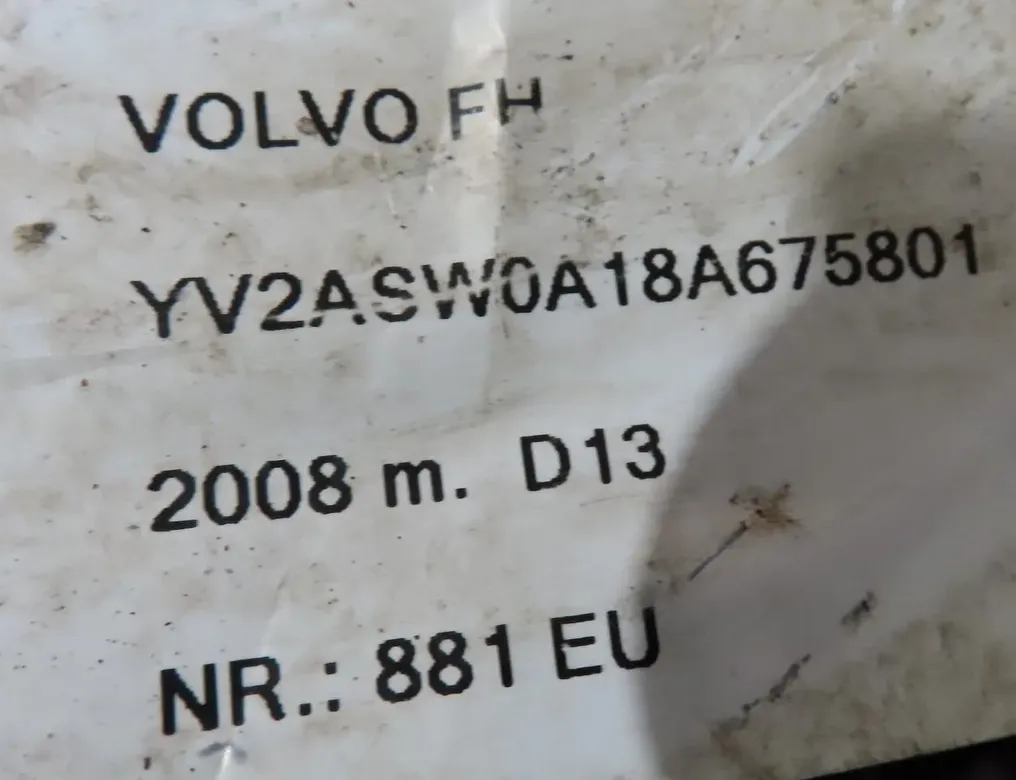 VOLVO FH
YV2ASW0A18A675801
2008 m. D13
NR.: 881 EU